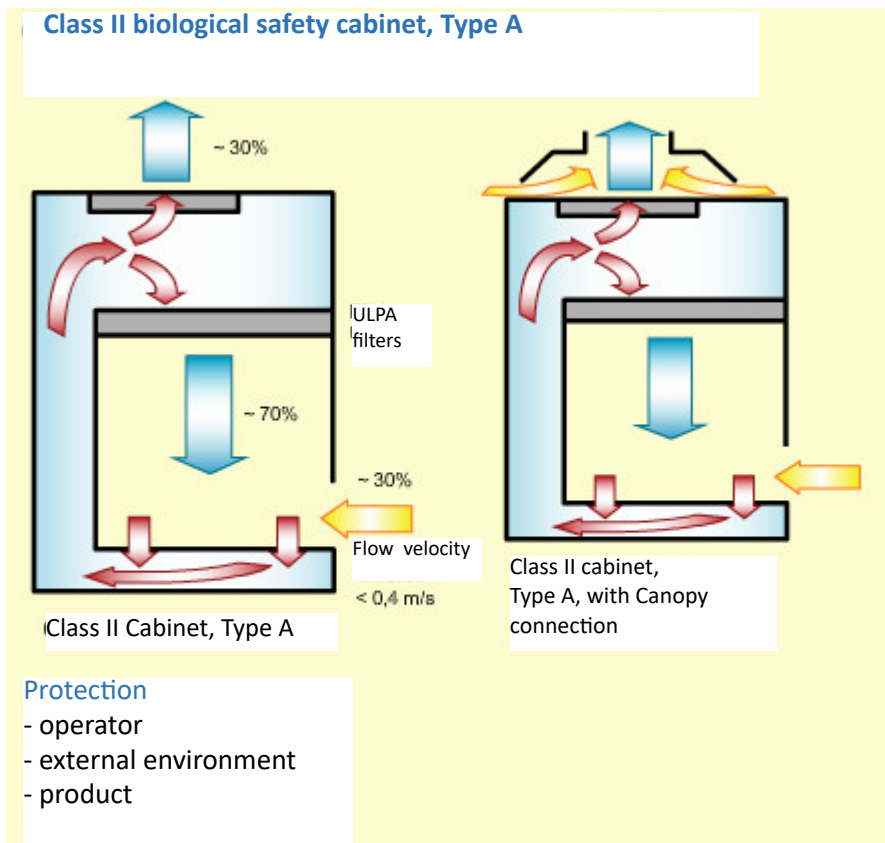 Class II biological safety cabinet, Type A
~ 30%
ULPA
filters
~ 70%
~ 30%
Flow velocity
< 0,4 m/s
Class II Cabinet, Type A
Class II cabinet,
Type A, with Canopy
connection
Protection
- operator
- external environment
- product